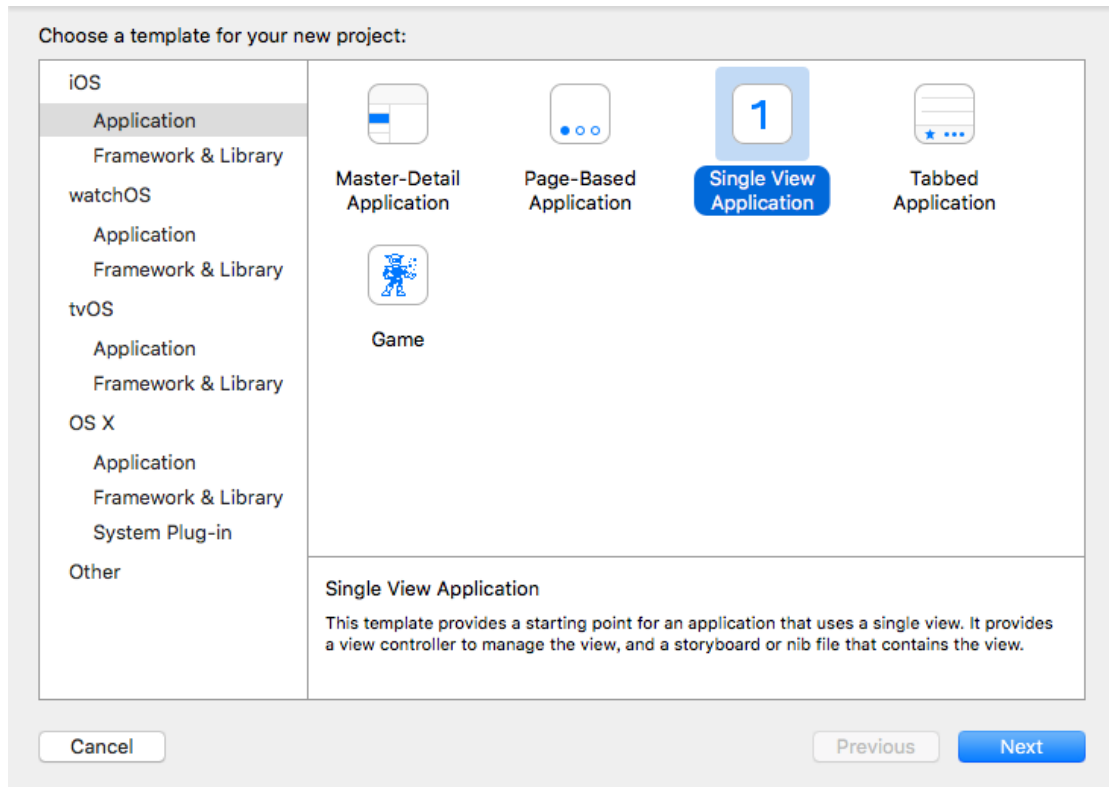 Choose a template for your new project:
iOS
Application
Framework & Library
watchOS
Application
Framework & Library
tvOS
Application
Framework & Library
OS X
Application
Framework & Library
System Plug-in
Other
Master-Detail
Application
Page-Based
Application
1
Single View
Application
Tabbed
Application
Game
Single View Application
This template provides a starting point for an application that uses a single view. It provides
a view controller to manage the view, and a storyboard or nib file that contains the view.
Cancel
Previous
Next